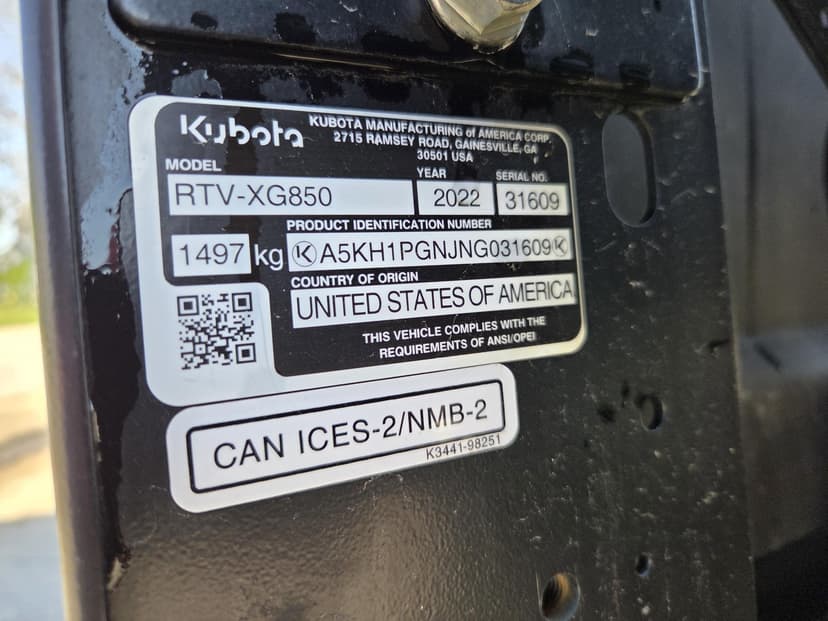 Kubota
KUBOTA MANUFACTURING of AMERICA CORP.
2715 RAMSEY ROAD, GAINESVILLE, GA
30501 USA
MODEL YEAR SERIAL NO.
RTV-XG850 2022 31609
PRODUCT IDENTIFICATION NUMBER
1497 kg K A5KH1PGNJNG031609 K
COUNTRY OF ORIGIN
UNITED STATES OF AMERICA
THIS VEHICLE COMPLIES WITH THE
REQUIREMENTS OF ANSI/OPEI
CAN ICES-2/NMB-2
K3441-98251